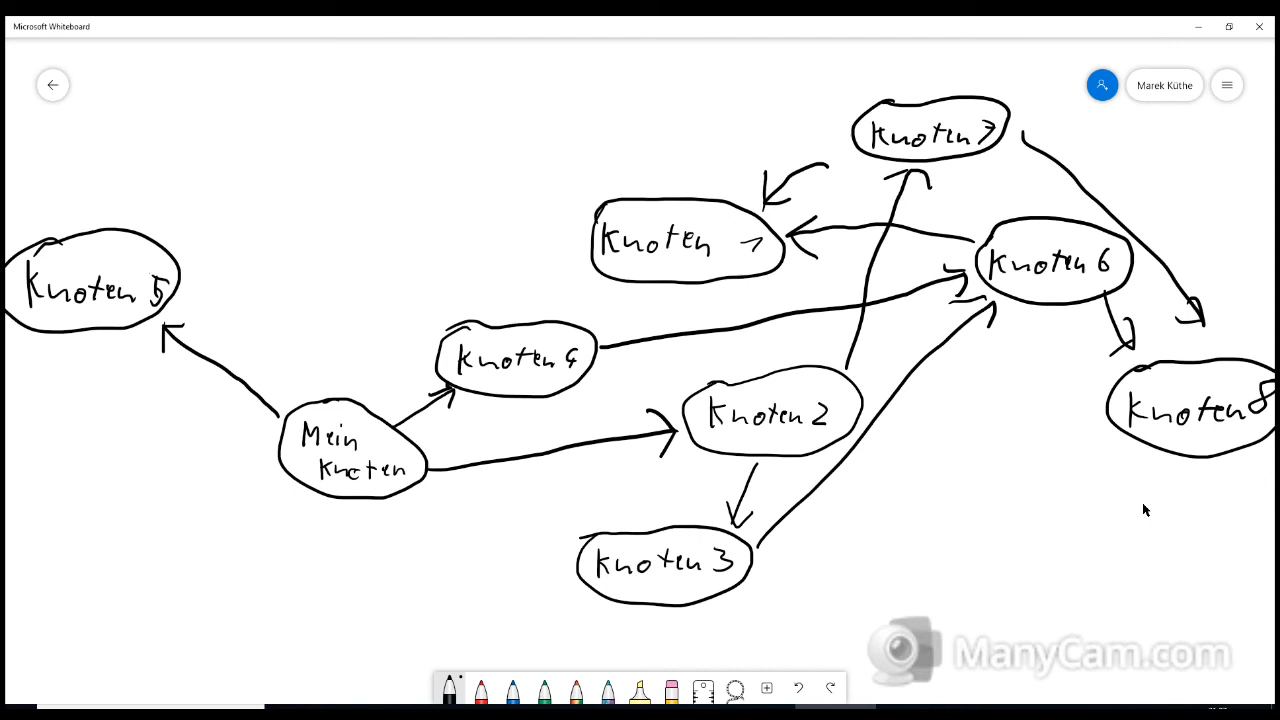 Microsoft Whiteboard
Marek Küthe
Knoten 7
Knoten 1
Knoten 6
Knoten 5
Knoten 4
Knoten 8
Knoten 2
Mein
Knoten
Knoten 3
ManyCam.com